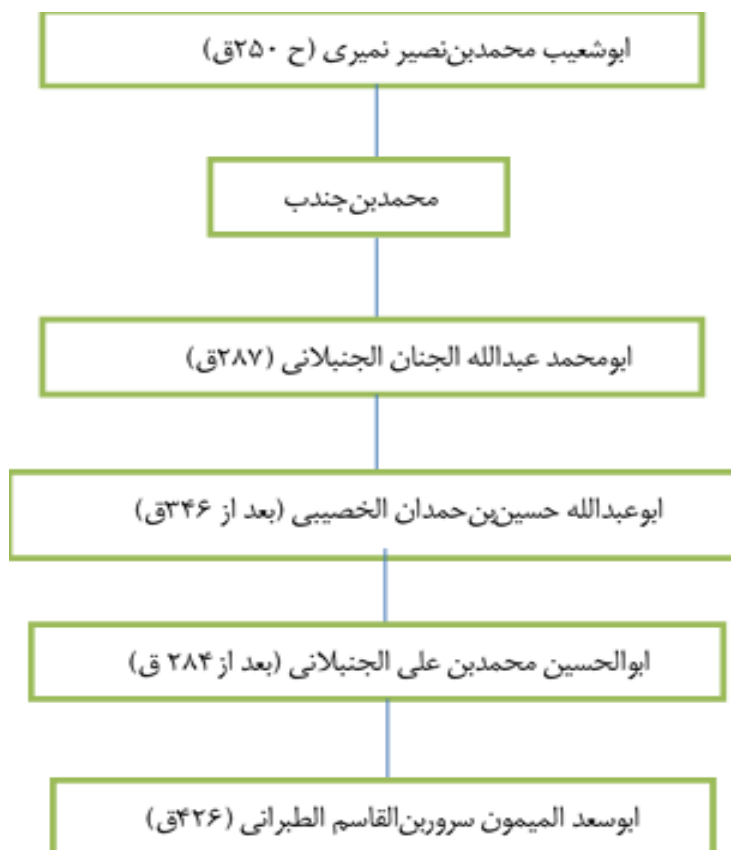 ابوشعیب محمدبن‌نصیر نمیری (ح ۲۵۰ق)
محمدبن‌جندب
ابومحمد عبدالله الجنان الجنبلانی (۲۸۷ق)
ابوعبدالله حسین‌بن‌حمدان الخصیبی (بعد از ۳۴۶ق)
ابوالحسین محمدبن علی الجنبلانی (بعد از ۲۸۴ ق)
ابوسعد المیمون سروربن‌القاسم الطبرانی (۴۲۶ق)